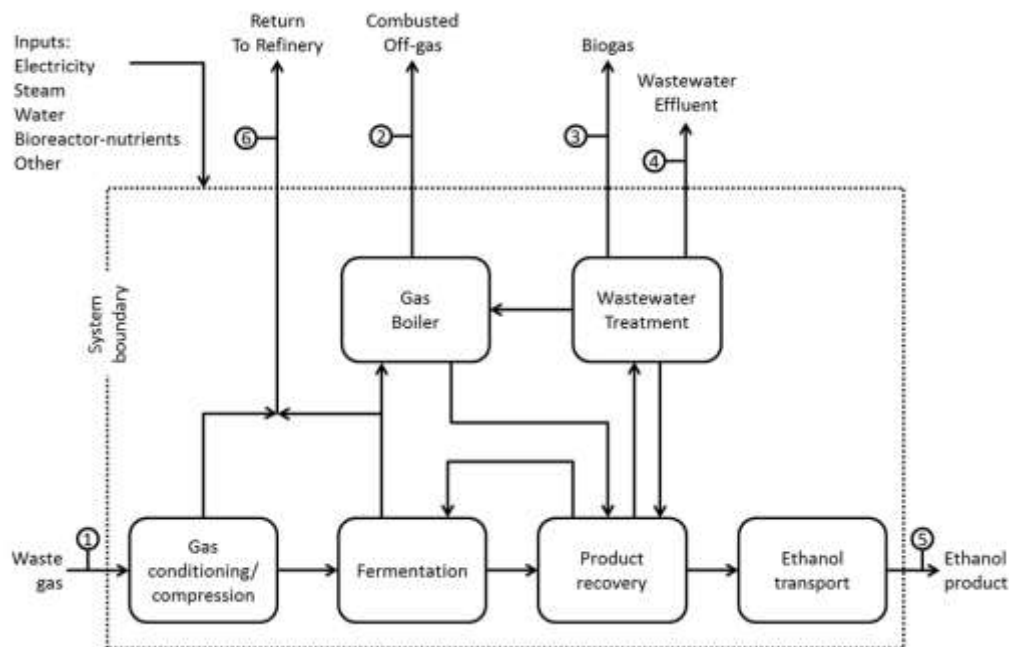 Inputs:
Electricity
Steam
Water
Bioreactor-nutrients
Other
Return
To Refinery
Combusted
Off-gas
Biogas
Wastewater
Effluent
6
2
3
4
System
boundary
Gas
Boiler
Wastewater
Treatment
1
Waste
gas
Gas
conditioning/
compression
Fermentation
Product
recovery
Ethanol
transport
5
Ethanol
product